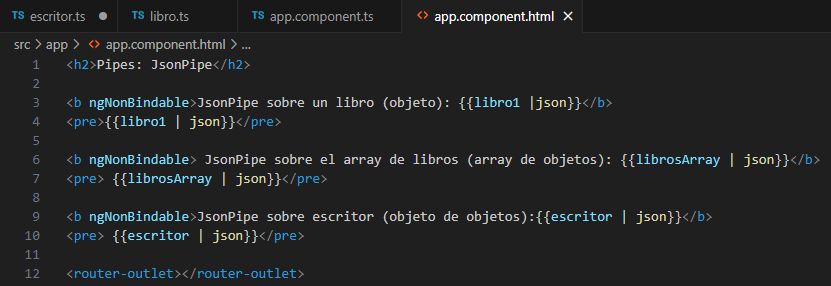 TS escritor.ts ● TS libro.ts TS app.component.ts <> app.component.html ×
src > app > <> app.component.html > ...
1 <h2>Pipes: JsonPipe</h2>
2
3 <b ngNonBindable>JsonPipe sobre un libro (objeto): {{libro1 |json}}</b>
4 <pre>{{libro1 | json}}</pre>
5
6 <b ngNonBindable> JsonPipe sobre el array de libros (array de objetos): {{librosArray | json}}</b>
7 <pre> {{librosArray | json}}</pre>
8
9 <b ngNonBindable>JsonPipe sobre escritor (objeto de objetos):{{escritor | json}}</b>
10 <pre> {{escritor | json}}</pre>
11
12 <router-outlet></router-outlet>